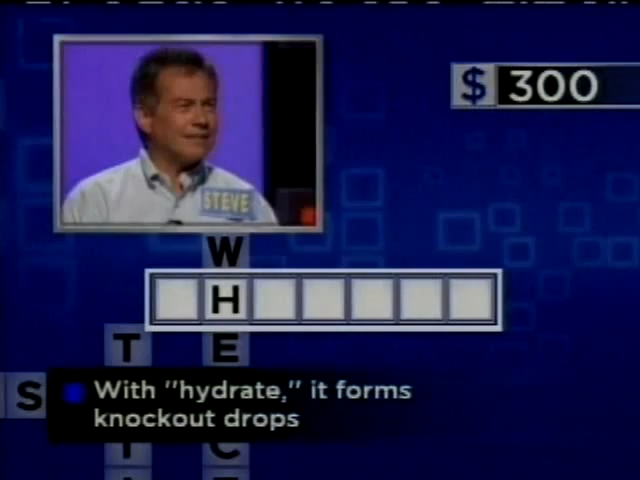 $ 300
STEVE
W
H
T E
S
With "hydrate," it forms
knockout drops